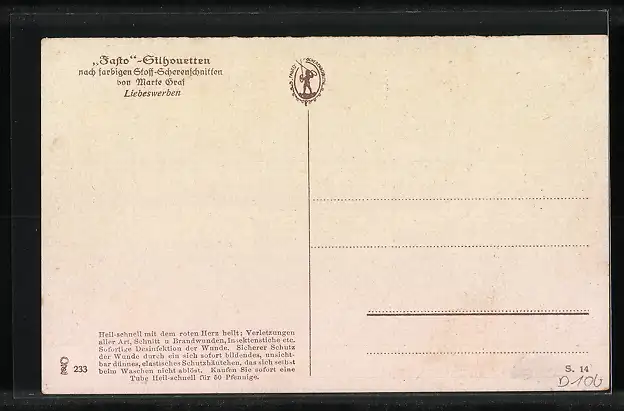 „Fasto“-Silhouetten
nach farbigen Stoff-Scherenschnitten
von Marte Graf
Liebeswerben
Heil-schnell mit dem roten Herz heilt: Verletzungen
aller Art, Schnitt u Brandwunden, Insektenstiche etc.
Sofortige Desinfektion der Wunde. Sicherer Schutz
der Wunde durch ein sich sofort bildendes, unsicht-
bar dünnes, elastisches Schutzhäutchen, das sich selbst
beim Waschen nicht ablöst. Kaufen Sie sofort eine
Tube Heil-schnell für 50 Pfennige.
233
S. 14
D-106